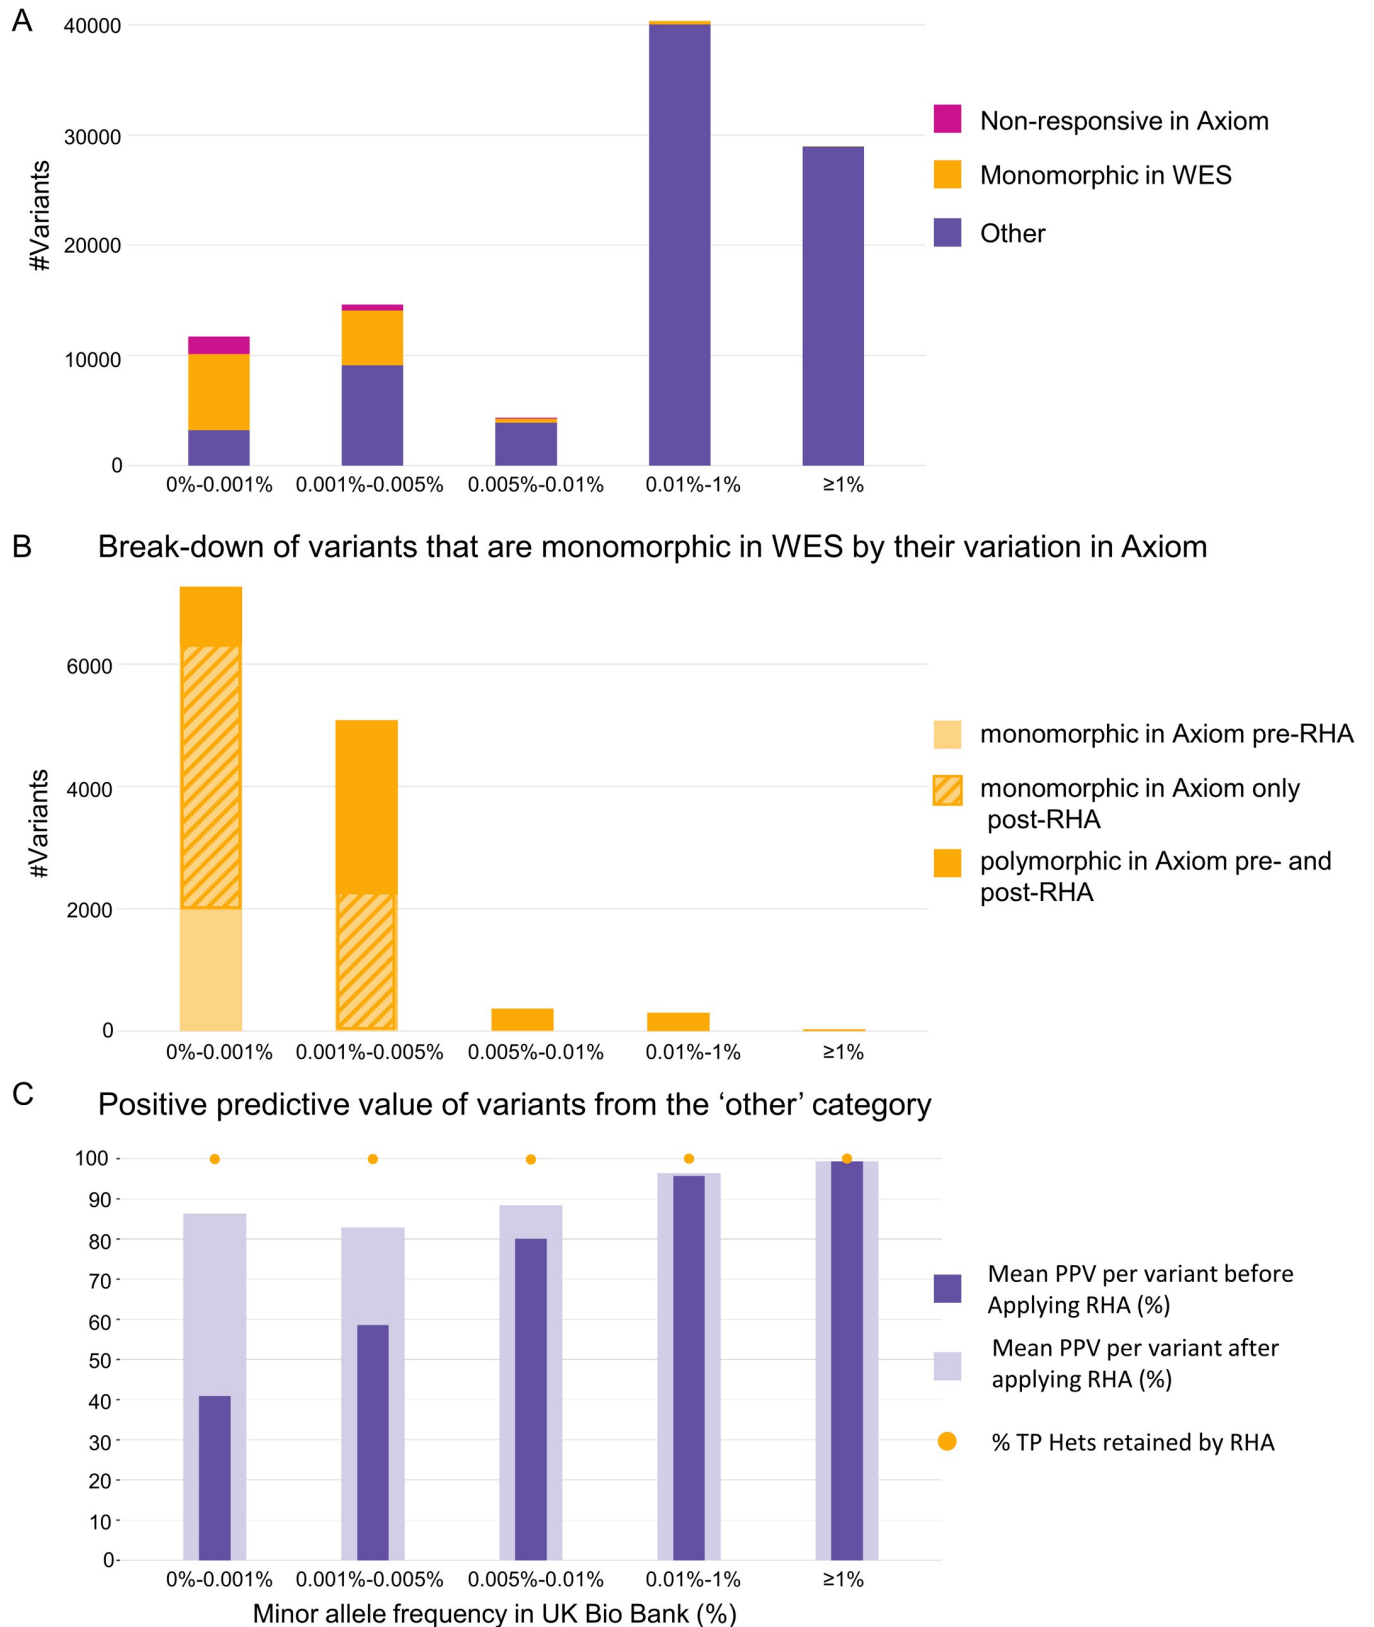 A
#Variants
40000
30000
20000
10000
0
0%-0.001%
0.001%-0.005%
0.005%-0.01%
0.01%-1%
≥1%
Non-responsive in Axiom
Monomorphic in WES
Other
B
Break-down of variants that are monomorphic in WES by their variation in Axiom
#Variants
6000
4000
2000
0
0%-0.001%
0.001%-0.005%
0.005%-0.01%
0.01%-1%
≥1%
monomorphic in Axiom pre-RHA
monomorphic in Axiom only
post-RHA
polymorphic in Axiom pre- and
post-RHA
C
Positive predictive value of variants from the ‘other’ category
100
90
80
70
60
50
40
30
20
10
0
0%-0.001%
0.001%-0.005%
0.005%-0.01%
0.01%-1%
≥1%
Minor allele frequency in UK Bio Bank (%)
Mean PPV per variant before
Applying RHA (%)
Mean PPV per variant after
applying RHA (%)
% TP Hets retained by RHA